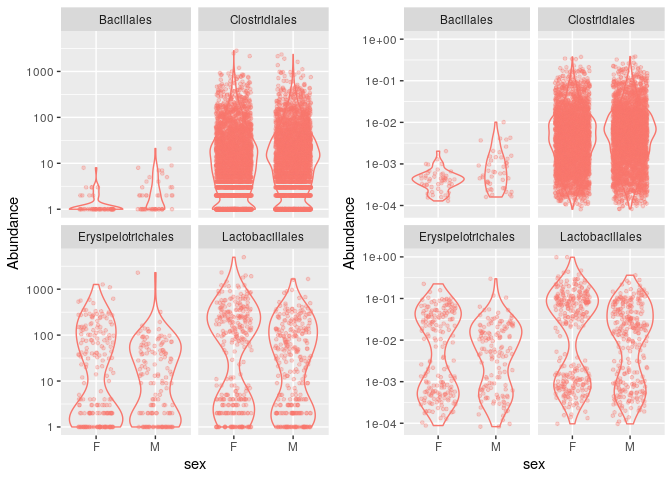 Bacillales Clostridiales
1000
100
10
1
Erysipelotrichales Lactobacillales
1000
100
10
1
F M F M
sex
Abundance
Bacillales Clostridiales
1e+00
1e-01
1e-02
1e-03
1e-04
Erysipelotrichales Lactobacillales
1e+00
1e-01
1e-02
1e-03
1e-04
F M F M
sex
Abundance